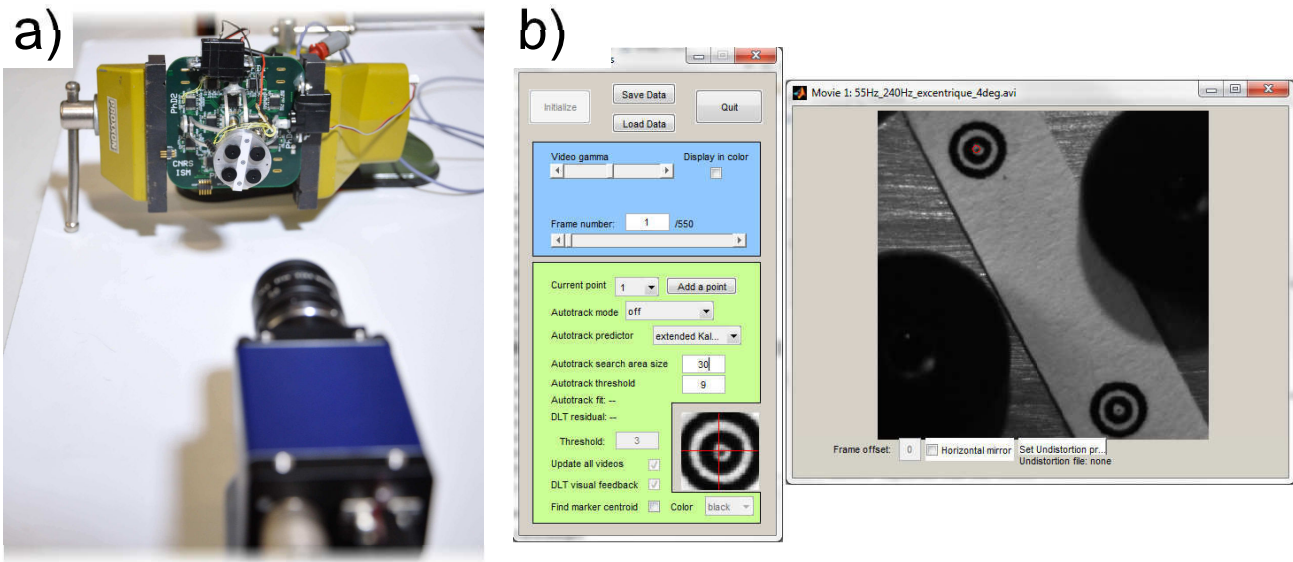 a)
PROXXON
PhD2
CNRS
ISM
b)
s
Initialize
Save Data
Load Data
Quit
Video gamma
Display in color
Frame number:
1
/550
Current point
1
Add a point
Autotrack mode
off
Autotrack predictor
extended Kal...
Autotrack search area size
30
Autotrack threshold
9
Autotrack fit: --
DLT residual: --
Threshold:
3
Update all videos
DLT visual feedback
Find marker centroid
Color
black
Movie 1: 55Hz_240Hz_excentrique_4deg.avi
Frame offset:
0
Horizontal mirror
Set Undistortion pr...
Undistortion file: none